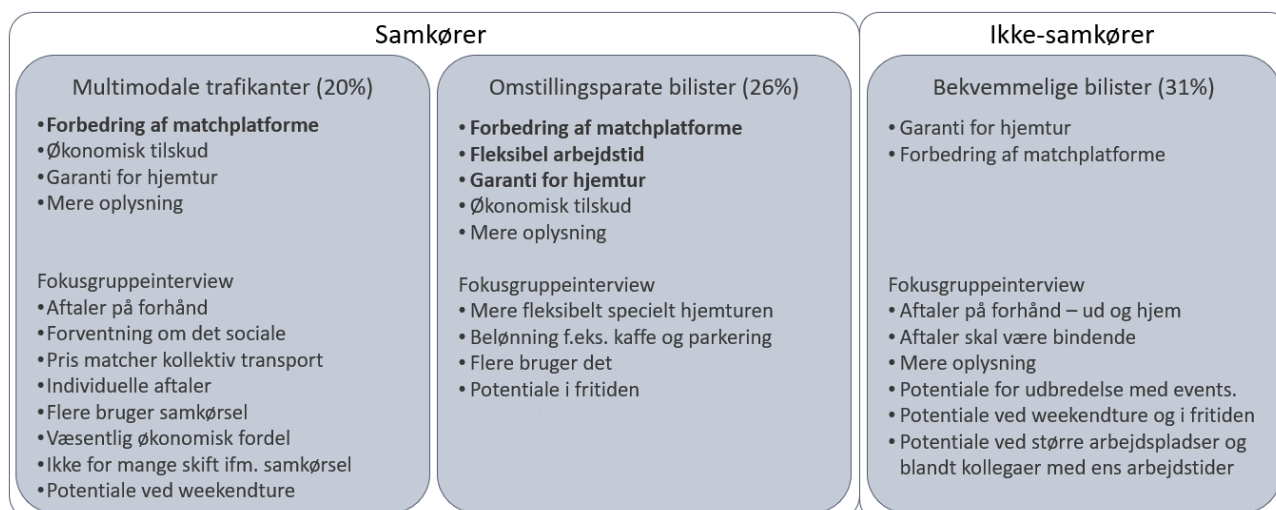 Samkører
Multimodale trafikanter (20%)
• Forbedring af matchplatforme
• Økonomisk tilskud
• Garanti for hjemtur
• Mere oplysning
Fokusgruppeinterview
• Aftaler på forhånd
• Forventning om det sociale
• Pris matcher kollektiv transport
• Individuelle aftaler
• Flere bruger samkørsel
• Væsentlig økonomisk fordel
• Ikke for mange skift ifm. samkørsel
• Potentiale ved weekendture
Omstillingsparate bilister (26%)
• Forbedring af matchplatforme
• Fleksibel arbejdstid
• Garanti for hjemtur
• Økonomisk tilskud
• Mere oplysning
Fokusgruppeinterview
• Mere fleksibelt specielt hjemturen
• Belønning f.eks. kaffe og parkering
• Flere bruger det
• Potentiale i fritiden
Ikke-samkører
Bekvemmelige bilister (31%)
• Garanti for hjemtur
• Forbedring af matchplatforme
Fokusgruppeinterview
• Aftaler på forhånd – ud og hjem
• Aftaler skal være bindende
• Mere oplysning
• Potentiale for udbredelse med events.
• Potentiale ved weekendture og i fritiden
• Potentiale ved større arbejdspladser og
blandt kollegaer med ens arbejdstider